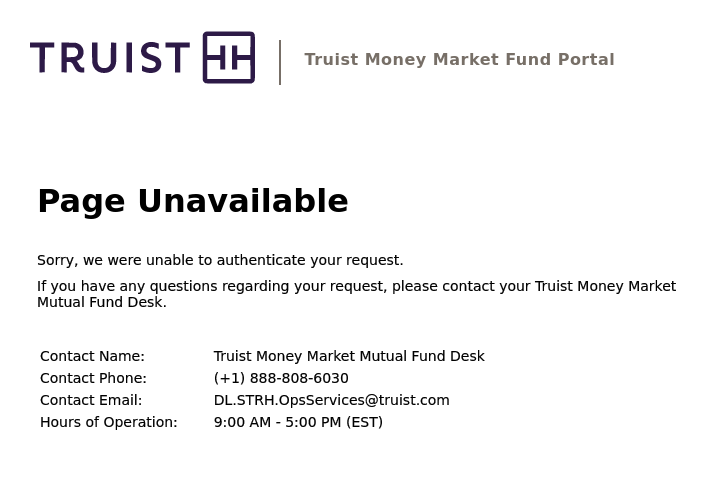 TRUIST
Truist Money Market Fund Portal
Page Unavailable
Sorry, we were unable to authenticate your request.
If you have any questions regarding your request, please contact your Truist Money Market
Mutual Fund Desk.
Contact Name: Truist Money Market Mutual Fund Desk
Contact Phone: (+1) 888-808-6030
Contact Email: DL.STRH.OpsServices@truist.com
Hours of Operation: 9:00 AM - 5:00 PM (EST)